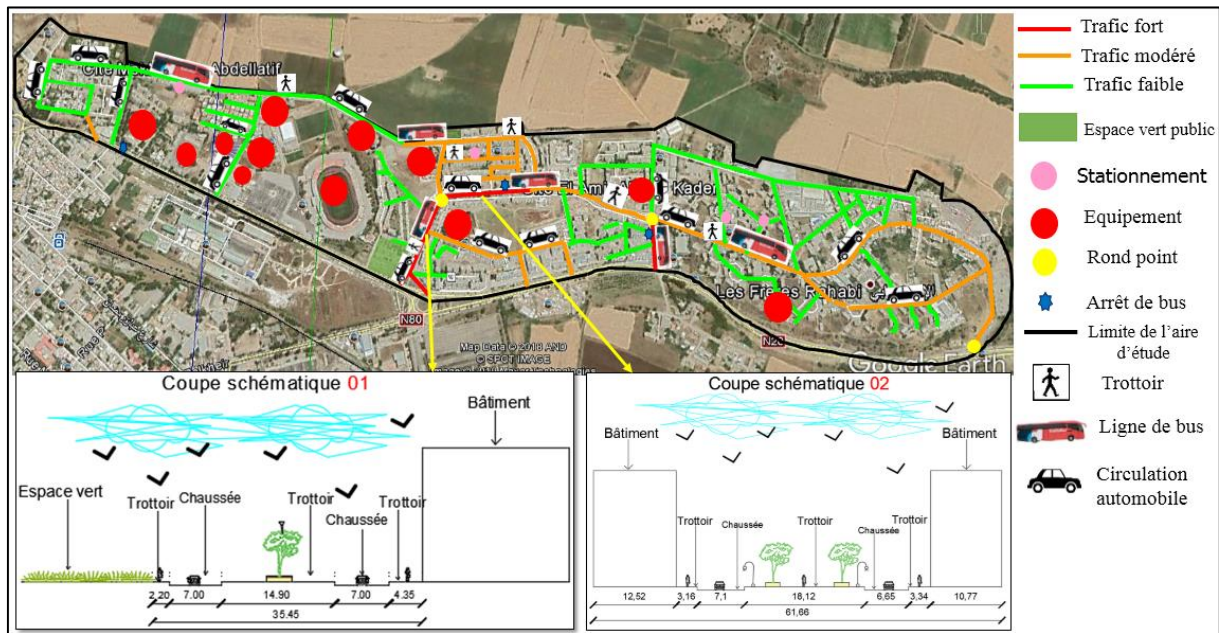 Cité
Abdellatif
Kader
Les Frères Rahabi
N80
N20
Map Data © 2018 AND
© SPOT IMAGE
Google Earth
Trafic fort
Trafic modéré
Trafic faible
Espace vert public
Stationnement
Equipement
Rond point
Arrêt de bus
Limite de l'aire
d'étude
Trottoir
Ligne de bus
Circulation
automobile
Coupe schématique 01
Bâtiment
Espace vert
Trottoir
Chaussée
Trottoir
Chaussée
Trottoir
2,20 7.00 14.90 7.00 4.35
35.45
Coupe schématique 02
Bâtiment
Bâtiment
Trottoir
Chaussée
Trottoir
Chaussée
Trottoir
12,52 3,16 7,1 18,12 6,65 3,34 10,77
61,66